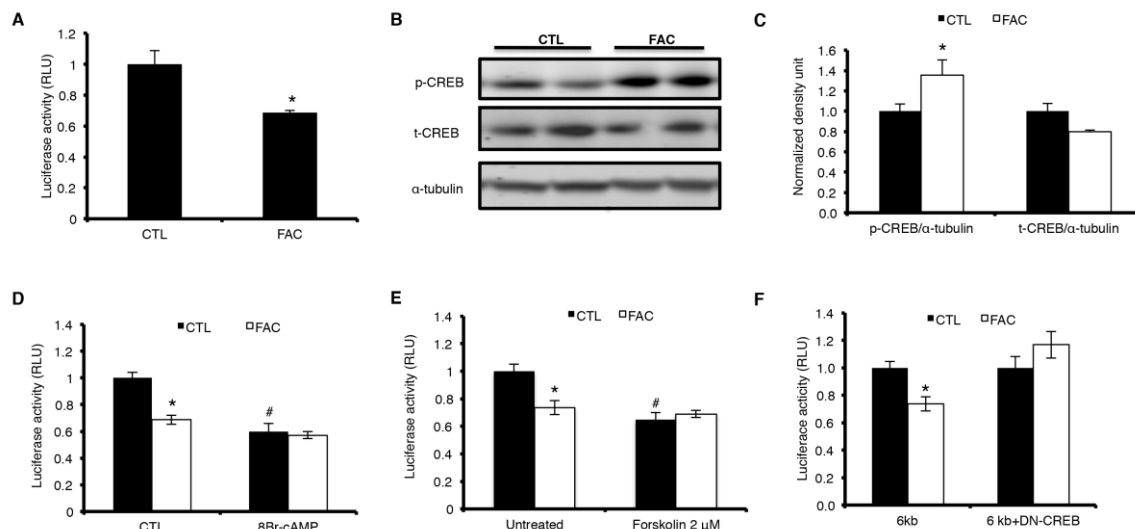 A
Luciferase activity (RLU)
1.2
1
0.8
0.6
0.4
0.2
0
*
CTL
FAC
B
CTL
FAC
p-CREB
t-CREB
α-tubulin
C
CTL FAC
Normalized density unit
1.6
1.4
1.2
1.0
0.8
0.6
0.4
0.2
0.0
*
p-CREB/α-tubulin
t-CREB/α-tubulin
D
CTL FAC
Luciferase activity (RLU)
1.4
1.2
1
0.8
0.6
0.4
0.2
0
*
#
CTL
8Br-cAMP
E
CTL FAC
Luciferase activity (RLU)
1.4
1.2
1
0.8
0.6
0.4
0.2
0
*
#
Untreated
Forskolin 2 µM
F
CTL FAC
Luciferace acticity (RLU)
1.4
1.2
1.0
0.8
0.6
0.4
0.2
0.0
*
6kb
6 kb+DN-CREB